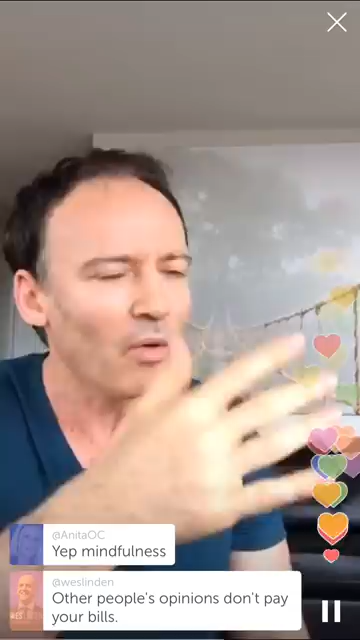 @AnitaOC
Yep mindfulness
@weslinden
Other people's opinions don't pay
your bills.